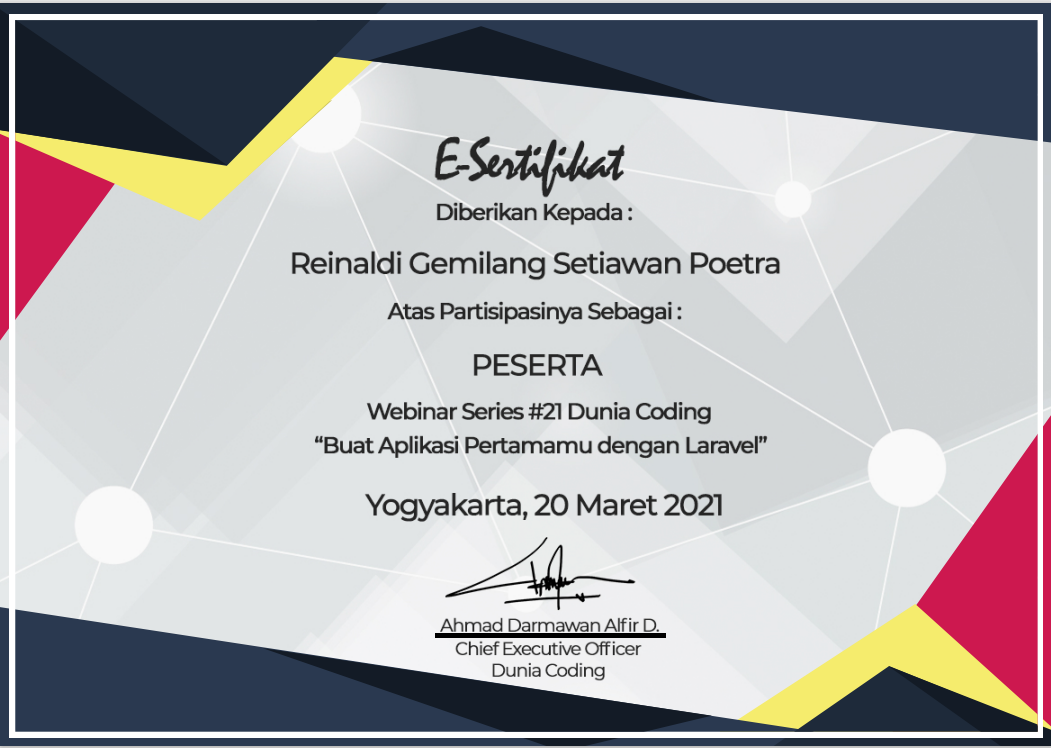 E-Sertifikat
Diberikan Kepada :
Reinaldi Gemilang Setiawan Poetra
Atas Partisipasinya Sebagai :
PESERTA
Webinar Series #21 Dunia Coding
“Buat Aplikasi Pertamamu dengan Laravel”
Yogyakarta, 20 Maret 2021
Ahmad Darmawan Alfir D.
Chief Executive Officer
Dunia Coding